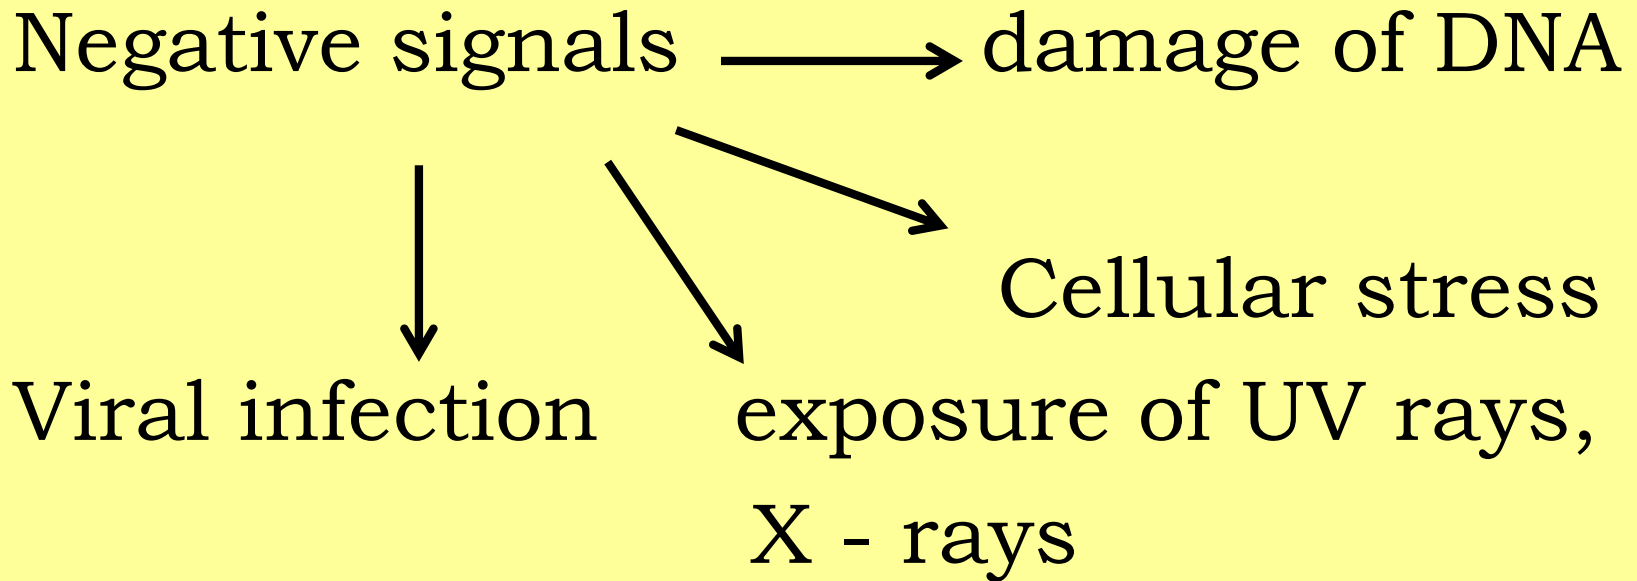 Negative signals damage of DNA
Cellular stress
Viral infection exposure of UV rays,
X - rays